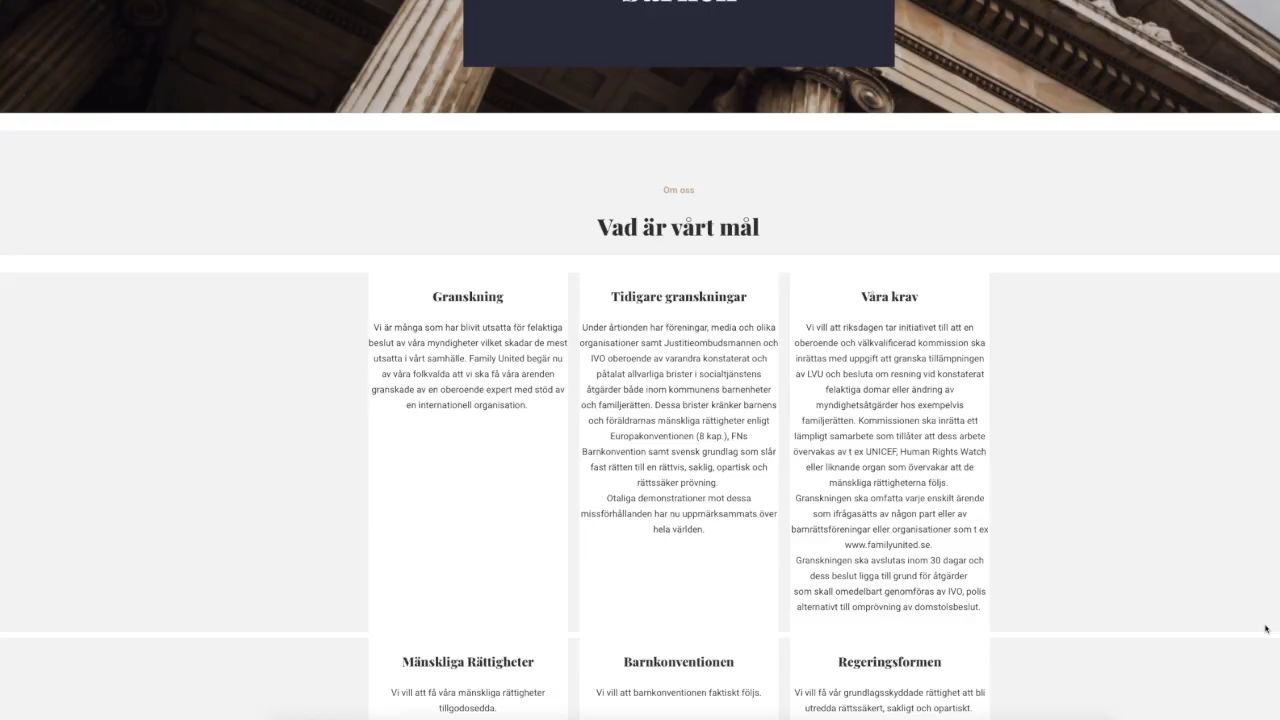 Om oss
Vad är vårt mål
Granskning
Vi är många som har blivit utsatta för felaktiga
beslut av våra myndigheter vilket skadar de mest
utsatta i vårt samhälle. Family United begär nu
av våra folkvalda att vi ska få våra ärenden
granskade av en oberoende expert med stöd av
en internationell organisation.
Tidigare granskningar
Under årtionden har föreningar, media och olika
organisationer samt Justitieombudsmannen och
IVO oberoende av varandra konstaterat och
påtalat allvarliga brister i socialtjänstens
åtgärder både inom kommunens barnenheter
och familjerätten. Dessa brister kränker barnens
och föräldrarnas mänskliga rättigheter enligt
Europakonventionen (8 kap.), FNs
Barnkonvention samt svensk grundlag som slår
fast rätten till en rättvis, saklig, opartisk och
rättssäker prövning.
Otaliga demonstrationer mot dessa
missförhållanden har nu uppmärksammats över
hela världen.
Våra krav
Vi vill att riksdagen tar initiativet till att en
oberoende och välkvalificerad kommission ska
inrättas med uppgift att granska tillämpningen
av LVU och besluta om resning vid konstaterat
felaktiga domar eller ändring av
myndighetsåtgärder hos exempelvis
familjerätten. Kommissionen ska inrätta ett
lämpligt samarbete som tillåter att dess arbete
övervakas av t ex UNICEF, Human Rights Watch
eller liknande organ som övervakar att de
mänskliga rättigheterna följs.
Granskningen ska omfatta varje enskilt ärende
som ifrågasätts av någon part eller av
barnrättsföreningar eller organisationer som t ex
www.familyunited.se.
Granskningen ska avslutas inom 30 dagar och
dess beslut ligga till grund för åtgärder
som skall omedelbart genomföras av IVO, polis
alternativt till omprövning av domstolsbeslut.
Mänskliga Rättigheter
Vi vill att få våra mänskliga rättigheter
tillgodosedda.
Barnkonventionen
Vi vill att barnkonventionen faktiskt följs.
Regeringsformen
Vi vill få vår grundlagsskyddade rättighet att bli
utredda rättssäkert, sakligt och opartiskt.